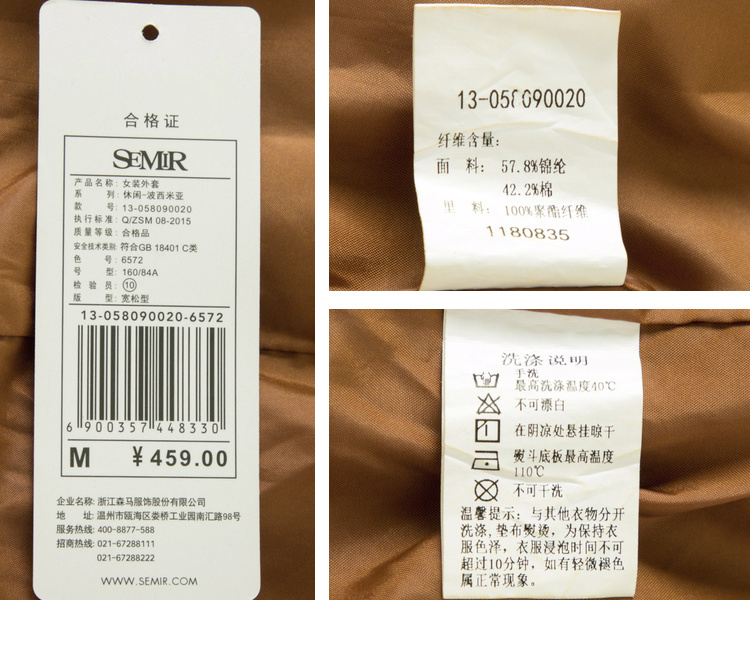 合格证
SEMIR
产品名称: 女装外套
系 列: 休闲-波西米亚
款 号: 13-058090020
执行标准: Q/ZSM 08-2015
质量等级: 合格品
安全技术类别: 符合GB 18401 C类
色 号: 6572
号 型: 160/84A
检 验 员: 10
版 型: 宽松型
13-058090020-6572
6 900357 448330
M ¥459.00
企业名称: 浙江森马服饰股份有限公司
地 址: 温州市瓯海区娄桥工业园南汇路98号
服务热线: 400-8877-588
招商热线: 021-67288111
021-67288222
WWW.SEMIR.COM
13-058090020
纤维含量:
面 料: 57.8%锦纶
42.2%棉
里 料: 100%聚酯纤维
1180835
洗涤说明
手洗
最高洗涤温度40℃
不可漂白
在阴凉处悬挂晾干
熨斗底板最高温度
110℃
不可干洗
温馨提示: 与其他衣物分开
洗涤,垫布熨烫,为保持衣
服色泽,衣服浸泡时间不可
超过10分钟,如有轻微褪色
属正常现象。